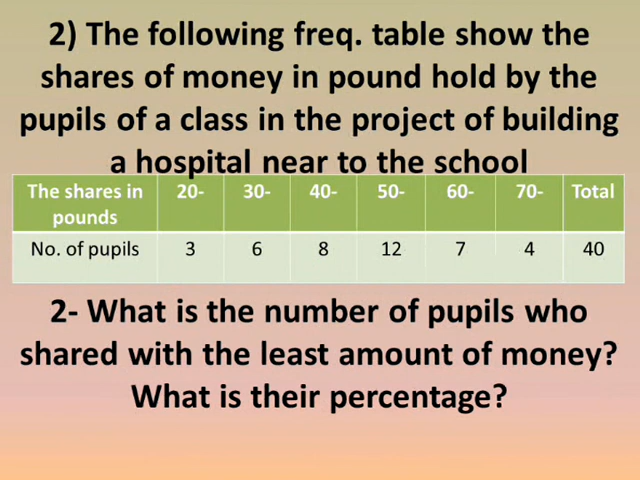 2) The following freq. table show the
shares of money in pound hold by the
pupils of a class in the project of building
a hospital near to the school
The shares in pounds 20- 30- 40- 50- 60- 70- Total
No. of pupils 3 6 8 12 7 4 40
2- What is the number of pupils who
shared with the least amount of money?
What is their percentage?